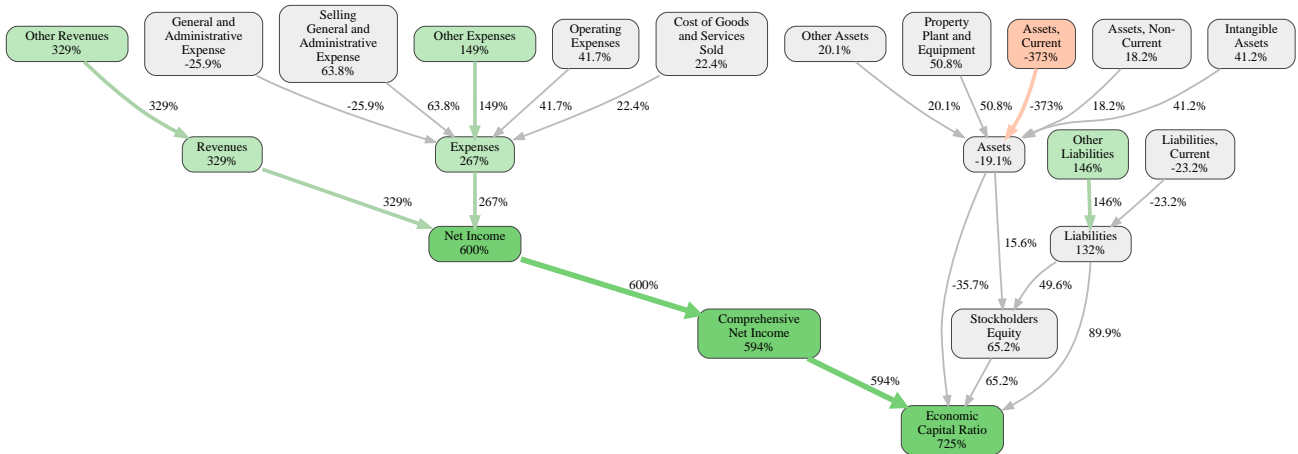 Other Revenues
329%
General and
Administrative
Expense
-25.9%
Selling
General and
Administrative
Expense
63.8%
Other Expenses
149%
Operating
Expenses
41.7%
Cost of Goods
and Services
Sold
22.4%
Other Assets
20.1%
Property
Plant and
Equipment
50.8%
Assets,
Current
-373%
Assets, Non-
Current
18.2%
Intangible
Assets
41.2%
329%
-25.9%
63.8%
149%
41.7%
22.4%
20.1%
50.8%
-373%
18.2%
41.2%
Revenues
329%
Expenses
267%
Assets
-19.1%
Other
Liabilities
146%
Liabilities,
Current
-23.2%
329%
267%
146%
-23.2%
Net Income
600%
Liabilities
132%
15.6%
600%
-35.7%
49.6%
Comprehensive
Net Income
594%
Stockholders
Equity
65.2%
89.9%
594%
65.2%
Economic
Capital Ratio
725%